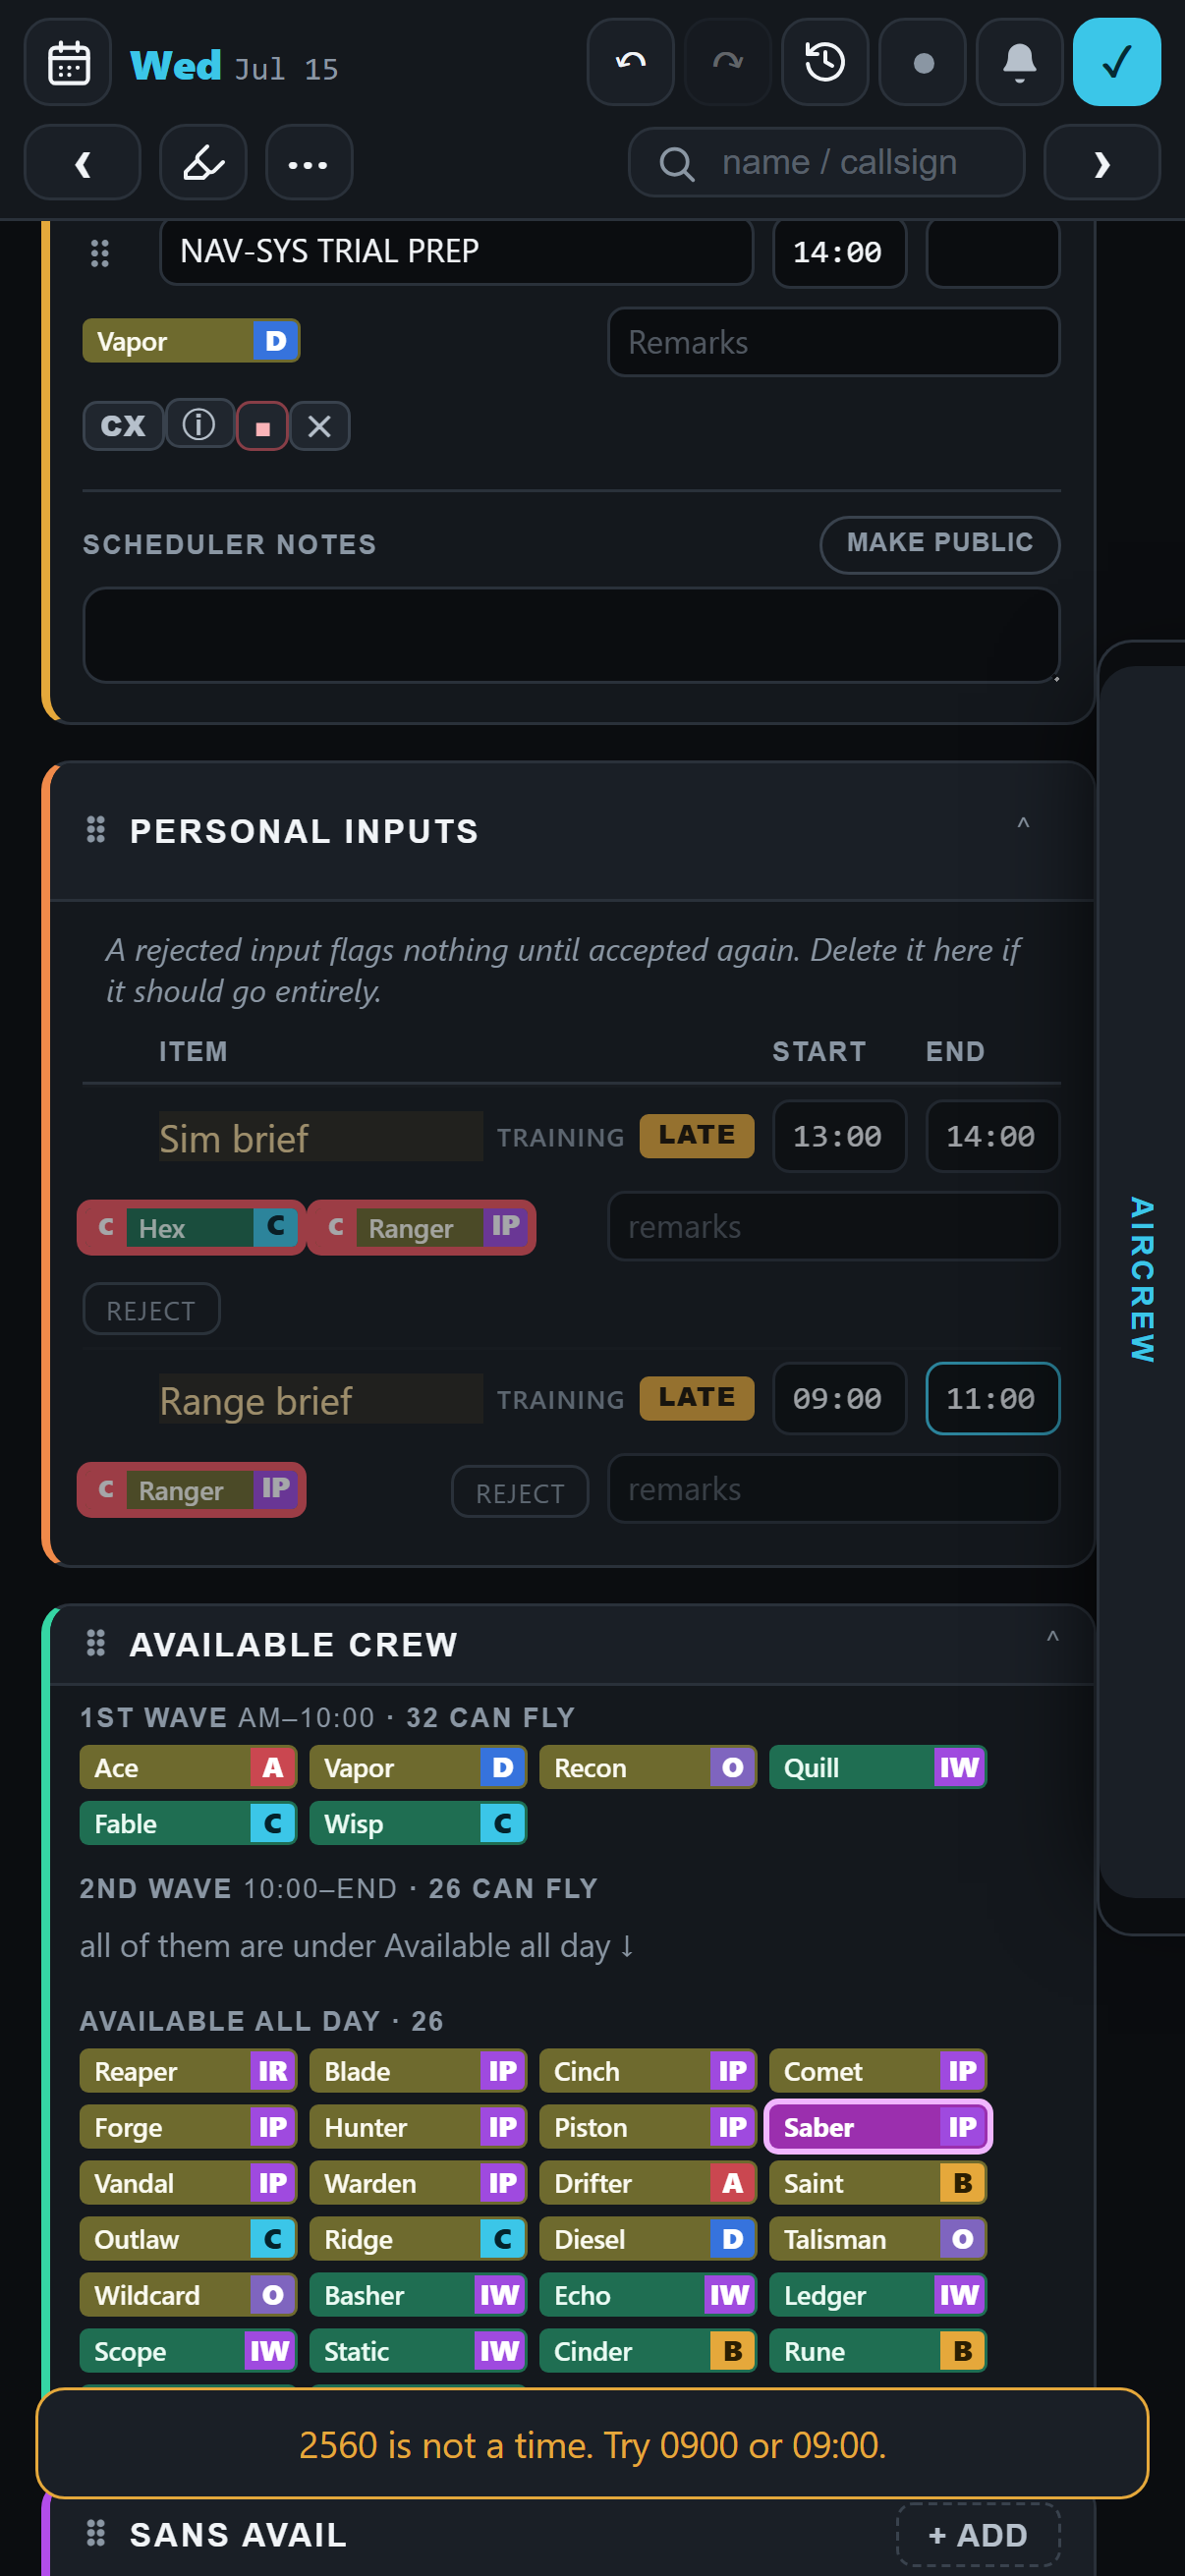 Wed Jul 15
name / callsign
NAV-SYS TRIAL PREP 14:00
Vapor D Remarks
CX
SCHEDULER NOTES MAKE PUBLIC
PERSONAL INPUTS
A rejected input flags nothing until accepted again. Delete it here if
it should go entirely.
ITEM START END
Sim brief TRAINING LATE 13:00 14:00
C Hex C C Ranger IP remarks
REJECT
Range brief TRAINING LATE 09:00 11:00
C Ranger IP REJECT remarks
AIRCREW
AVAILABLE CREW
1ST WAVE AM–10:00 · 32 CAN FLY
Ace A Vapor D Recon O Quill IW
Fable C Wisp C
2ND WAVE 10:00–END · 26 CAN FLY
all of them are under Available all day ↓
AVAILABLE ALL DAY · 26
Reaper IR Blade IP Cinch IP Comet IP
Forge IP Hunter IP Piston IP Saber IP
Vandal IP Warden IP Drifter A Saint B
Outlaw C Ridge C Diesel D Talisman O
Wildcard O Basher IW Echo IW Ledger IW
Scope IW Static IW Cinder B Rune B
2560 is not a time. Try 0900 or 09:00.
SANS AVAIL + ADD